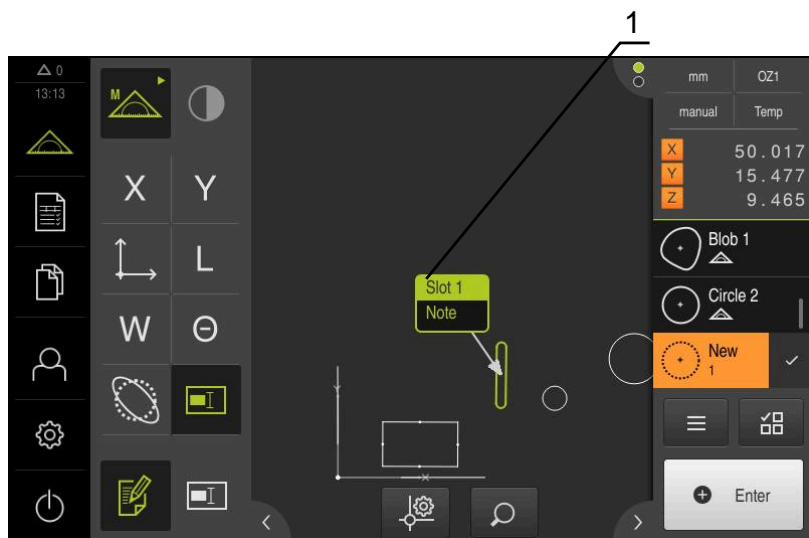 1
0
13:13
M
X
Y
L
W
Θ
Slot 1
Note
Y
X
mm
OZ1
manual
Temp
X 50.017
Y 15.477
Z 9.465
Blob 1
Circle 2
New
1
Enter